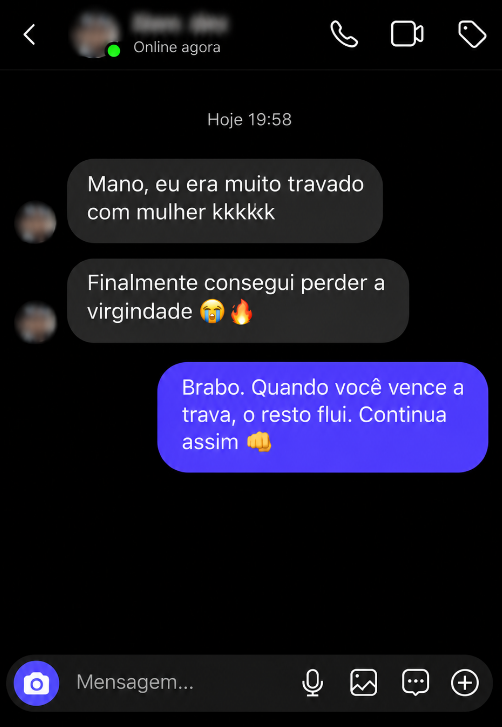 Online agora
Hoje 19:58
Mano, eu era muito travado
com mulher kkkkkk
Finalmente consegui perder a
virgindade 😭🔥
Brabo. Quando você vence a
trava, o resto flui. Continua
assim 👊
Mensagem...